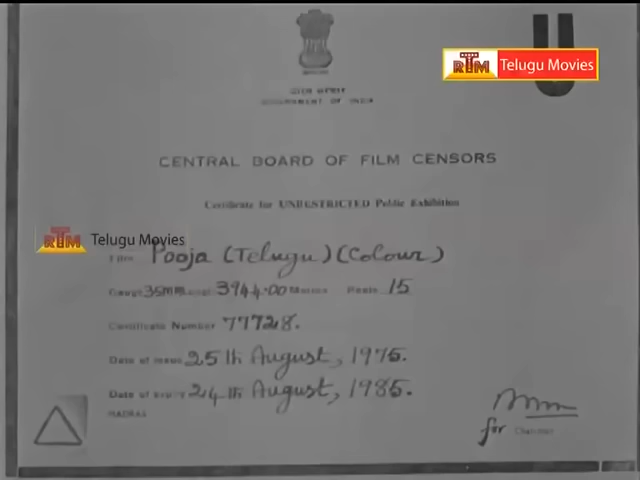 U
RTM Telugu Movies
GOVERNMENT OF INDIA
CENTRAL BOARD OF FILM CENSORS
Certificate for UNRESTRICTED Public Exhibition
RTM Telugu Movies
Film Pooja (Telugu) (Colour)
Gauge 35mm 3944.00 Metres Reels 15
Certificate Number 77728.
Date of issue 25th August, 1975.
Date of expiry 24th August, 1985.
MADRAS
for Chairman